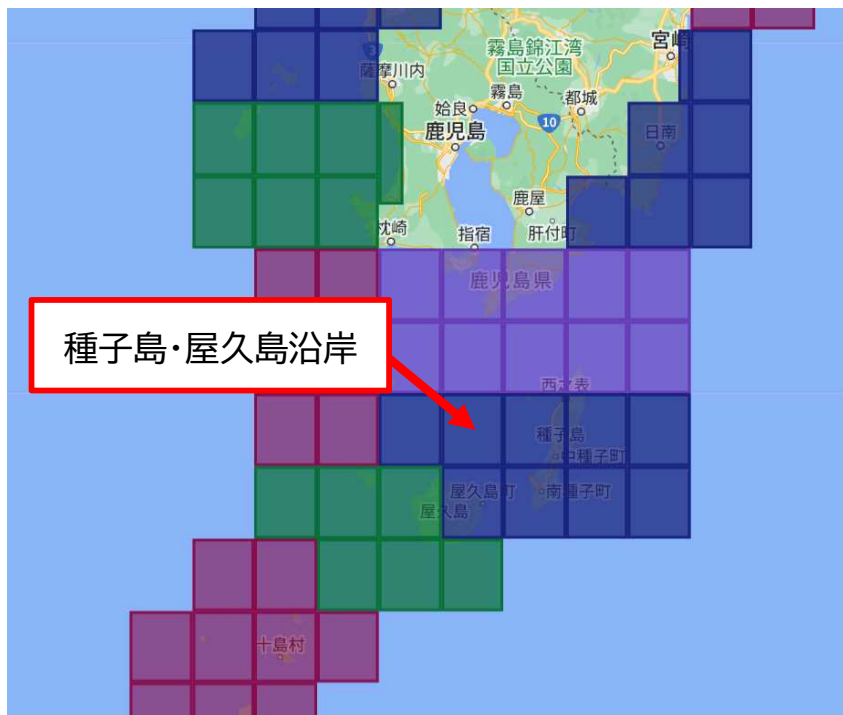 宮崎
霧島錦江湾
国立公園
3
薩摩川内
霧島
都城
姶良
10
鹿児島
日南
鹿屋
枕崎
指宿
肝付町
鹿児島県
種子島・屋久島沿岸
西之表
種子島
中種子町
屋久島町
南種子町
屋久島
十島村